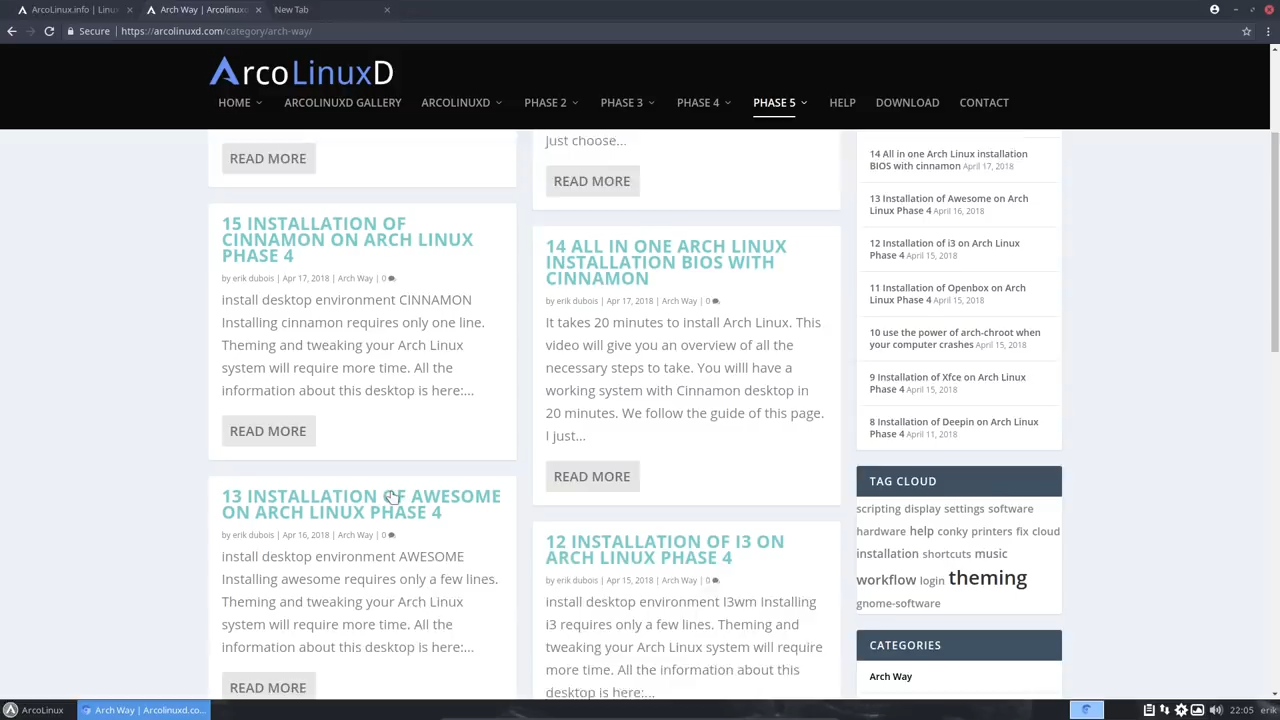 ArcoLinux.info | Linux
Arch Way | Arcolinuxd
New Tab
Secure
https://arcolinuxd.com/category/arch-way/
ArcoLinuxD
HOME
ARCOLINUXD GALLERY
ARCOLINUXD
PHASE 2
PHASE 3
PHASE 4
PHASE 5
HELP
DOWNLOAD
CONTACT
READ MORE
15 INSTALLATION OF
CINNAMON ON ARCH LINUX
PHASE 4
by erik dubois | Apr 17, 2018 | Arch Way | 0
install desktop environment CINNAMON
Installing cinnamon requires only one line.
Theming and tweaking your Arch Linux
system will require more time. All the
information about this desktop is here:...
READ MORE
13 INSTALLATION OF AWESOME
ON ARCH LINUX PHASE 4
by erik dubois | Apr 16, 2018 | Arch Way | 0
install desktop environment AWESOME
Installing awesome requires only a few lines.
Theming and tweaking your Arch Linux
system will require more time. All the
information about this desktop is here:...
READ MORE
Just choose...
READ MORE
14 ALL IN ONE ARCH LINUX
INSTALLATION BIOS WITH
CINNAMON
by erik dubois | Apr 17, 2018 | Arch Way | 0
It takes 20 minutes to install Arch Linux. This
video will give you an overview of all the
necessary steps to take. You willl have a
working system with Cinnamon desktop in
20 minutes. We follow the guide of this page.
I just...
READ MORE
12 INSTALLATION OF I3 ON
ARCH LINUX PHASE 4
by erik dubois | Apr 15, 2018 | Arch Way | 0
install desktop environment I3wm Installing
i3 requires only a few lines. Theming and
tweaking your Arch Linux system will require
more time. All the information about this
desktop is here:...
14 All in one Arch Linux installation
BIOS with cinnamon April 17, 2018
13 Installation of Awesome on Arch
Linux Phase 4 April 16, 2018
12 Installation of i3 on Arch Linux
Phase 4 April 15, 2018
11 Installation of Openbox on Arch
Linux Phase 4 April 15, 2018
10 use the power of arch-chroot when
your computer crashes April 15, 2018
9 Installation of Xfce on Arch Linux
Phase 4 April 15, 2018
8 Installation of Deepin on Arch Linux
Phase 4 April 11, 2018
TAG CLOUD
scripting display settings software
hardware help conky printers fix cloud
installation shortcuts music
workflow login theming
gnome-software
CATEGORIES
Arch Way
ArcoLinux
Arch Way | Arcolinuxd.co...
22:05
erik